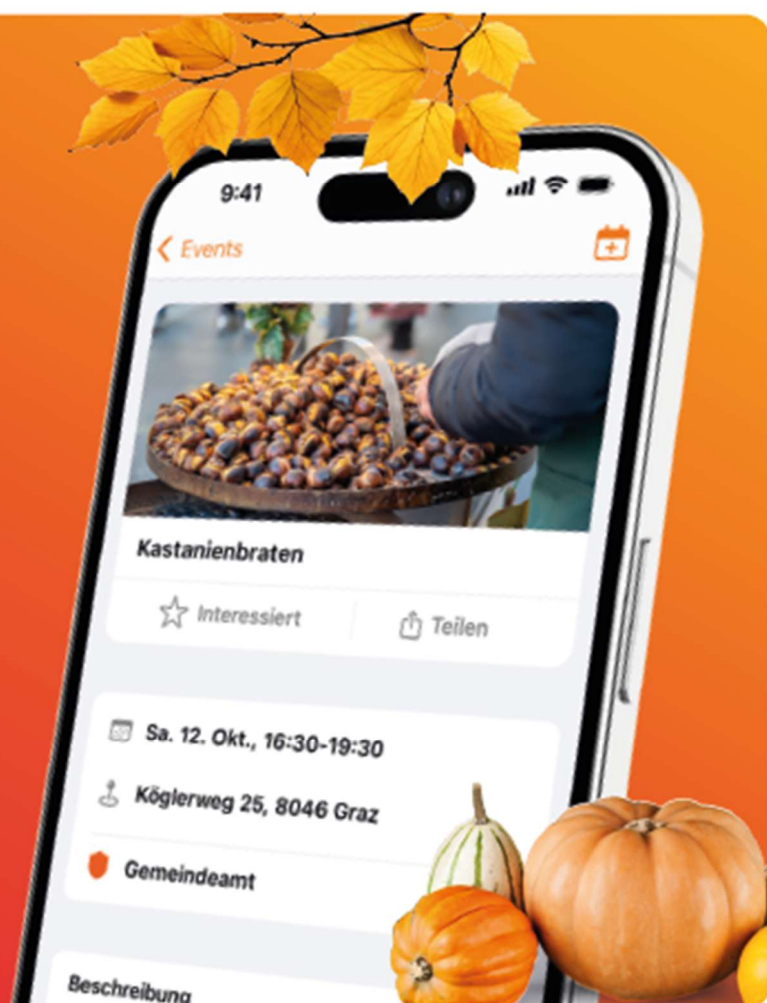 9:41
Events
Kastanienbraten
Interessiert
Teilen
Sa. 12. Okt., 16:30-19:30
Köglerweg 25, 8046 Graz
Gemeindeamt
Beschreibung